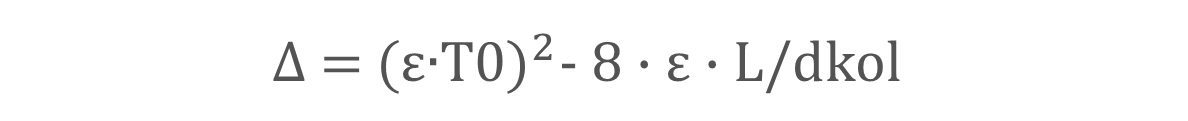 Δ = (ε·T0)²- 8 · ε · L/dkol